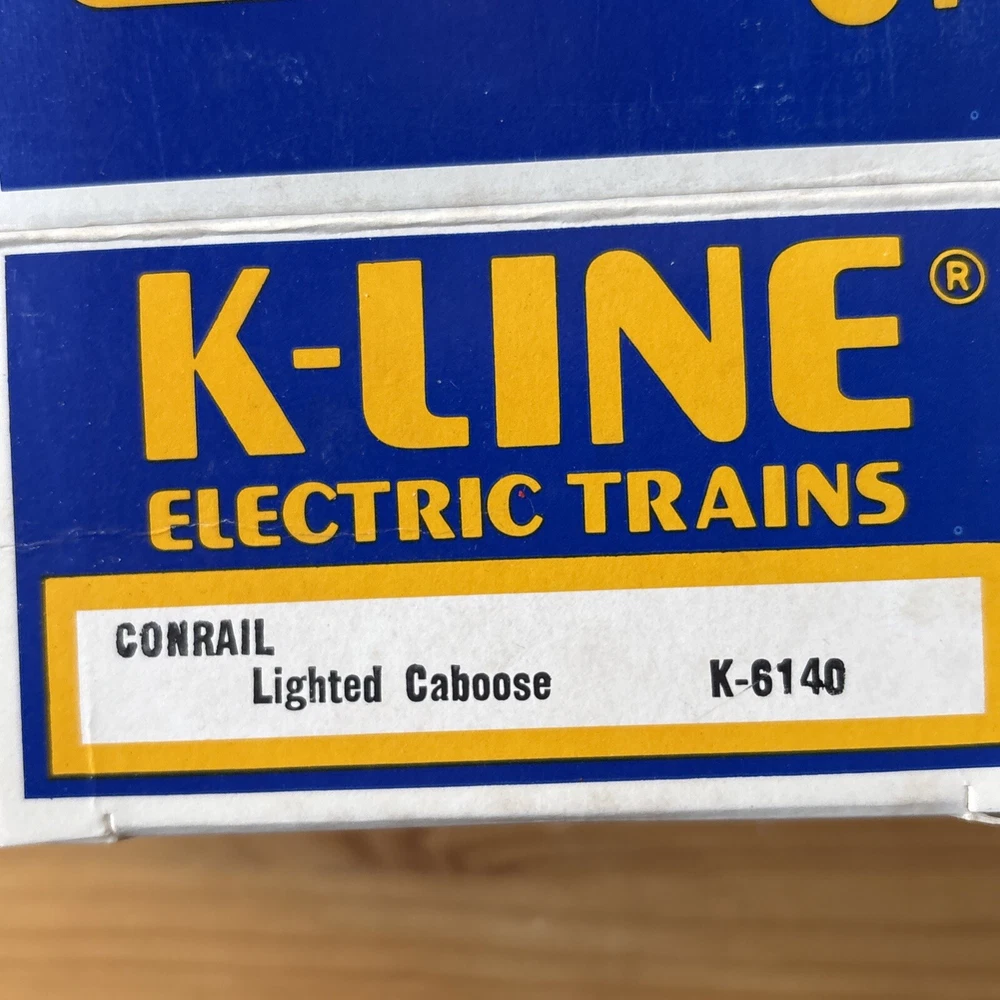 K-LINE®
ELECTRIC TRAINS
CONRAIL
Lighted Caboose K-6140